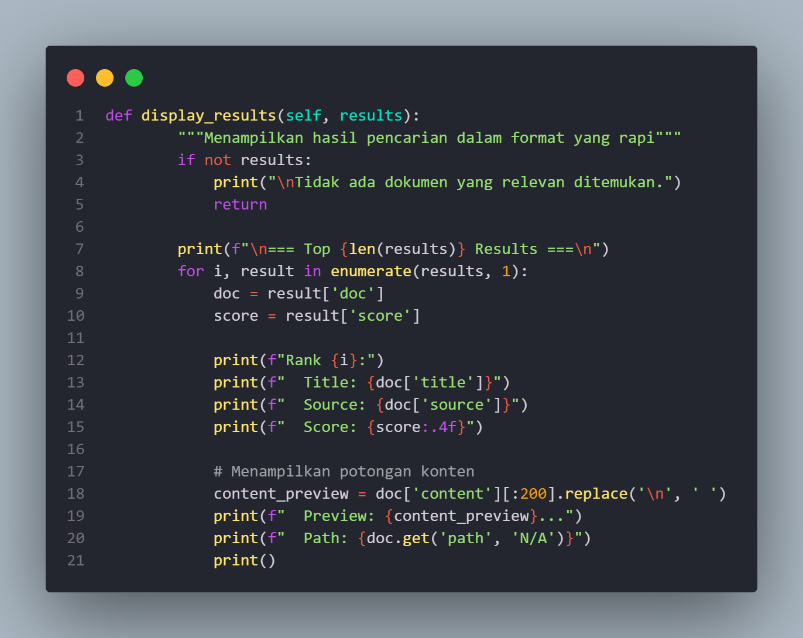 1 def display_results(self, results):
2         """Menampilkan hasil pencarian dalam format yang rapi"""
3         if not results:
4             print("\nTidak ada dokumen yang relevan ditemukan.")
5             return
6
7         print(f"\n=== Top {len(results)} Results ===\n")
8         for i, result in enumerate(results, 1):
9             doc = result['doc']
10             score = result['score']
11
12             print(f"Rank {i}:")
13             print(f"  Title: {doc['title']}")
14             print(f"  Source: {doc['source']}")
15             print(f"  Score: {score:.4f}")
16
17             # Menampilkan potongan konten
18             content_preview = doc['content'][:200].replace('\n', ' ')
19             print(f"  Preview: {content_preview}...")
20             print(f"  Path: {doc.get('path', 'N/A')}")
21             print()